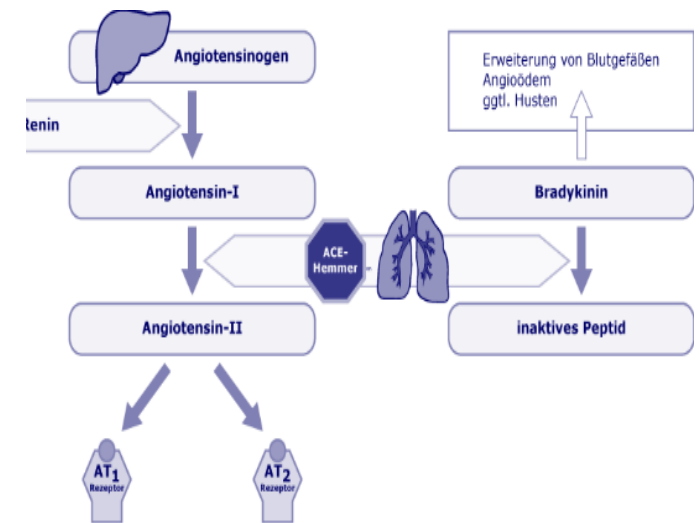 Angiotensinogen
Erweiterung von Blutgefäßen
Angioödem
ggtl. Husten
Renin
Angiotensin-I
Bradykinin
ACE-
Hemmer
Angiotensin-II
inaktives Peptid
AT1
Rezeptor
AT2
Rezeptor